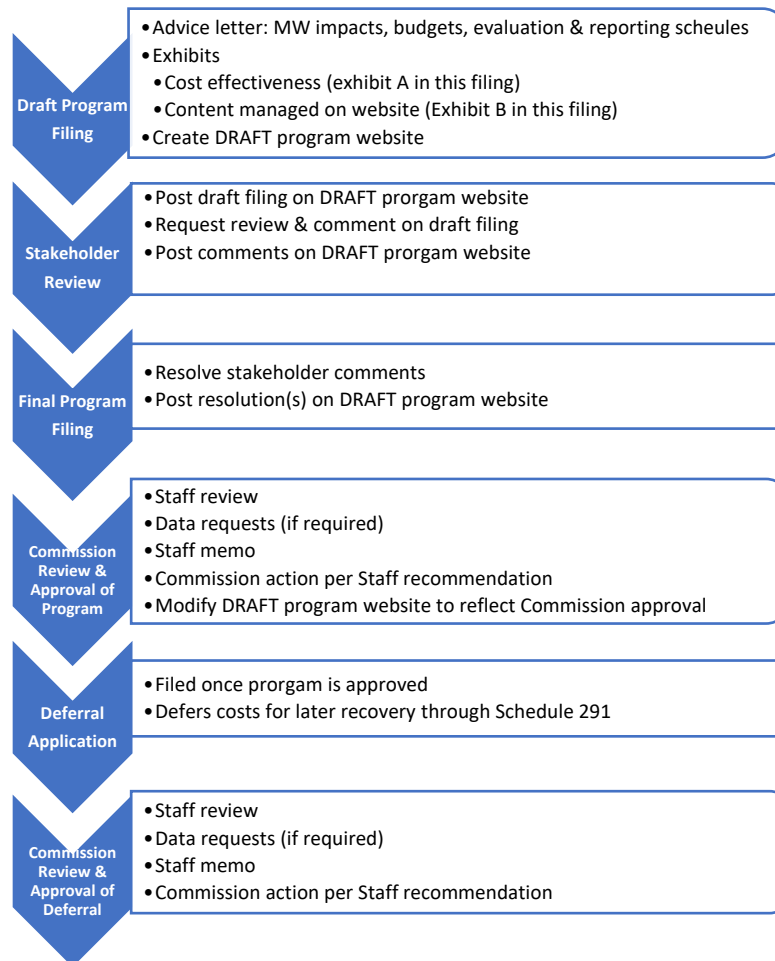 Draft Program
Filing
•Advice letter: MW impacts, budgets, evaluation & reporting scheules
•Exhibits
•Cost effectiveness (exhibit A in this filing)
•Content managed on website (Exhibit B in this filing)
•Create DRAFT program website
Stakeholder
Review
•Post draft filing on DRAFT prorgam website
•Request review & comment on draft filing
•Post comments on DRAFT prorgam website
Final Program
Filing
•Resolve stakeholder comments
•Post resolution(s) on DRAFT program website
Commission
Review &
Approval of
Program
•Staff review
•Data requests (if required)
•Staff memo
•Commission action per Staff recommendation
•Modify DRAFT program website to reflect Commission approval
Deferral
Application
•Filed once prorgam is approved
•Defers costs for later recovery through Schedule 291
Commission
Review &
Approval of
Deferral
•Staff review
•Data requests (if required)
•Staff memo
•Commission action per Staff recommendation